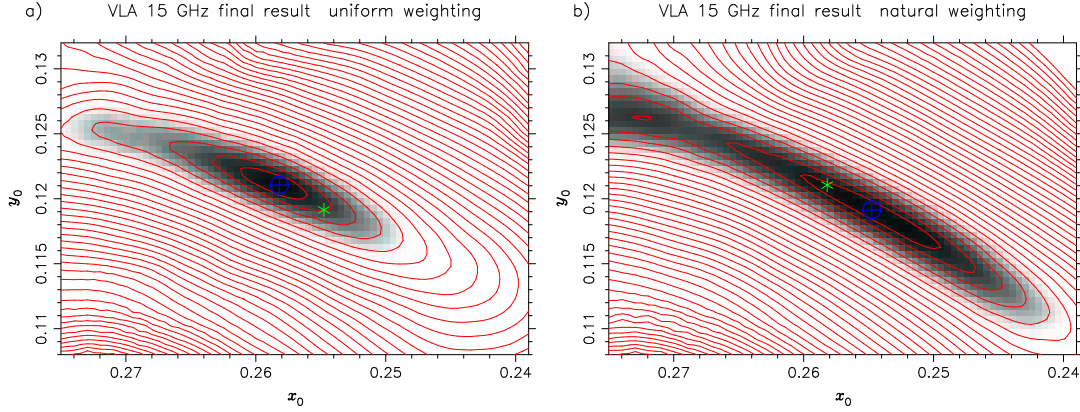 a) VLA 15 GHz final result uniform weighting
0.13
0.125
0.12
0.115
0.11
y₀
0.27 0.26 0.25 0.24
x₀
b) VLA 15 GHz final result natural weighting
0.13
0.125
0.12
0.115
0.11
y₀
0.27 0.26 0.25 0.24
x₀